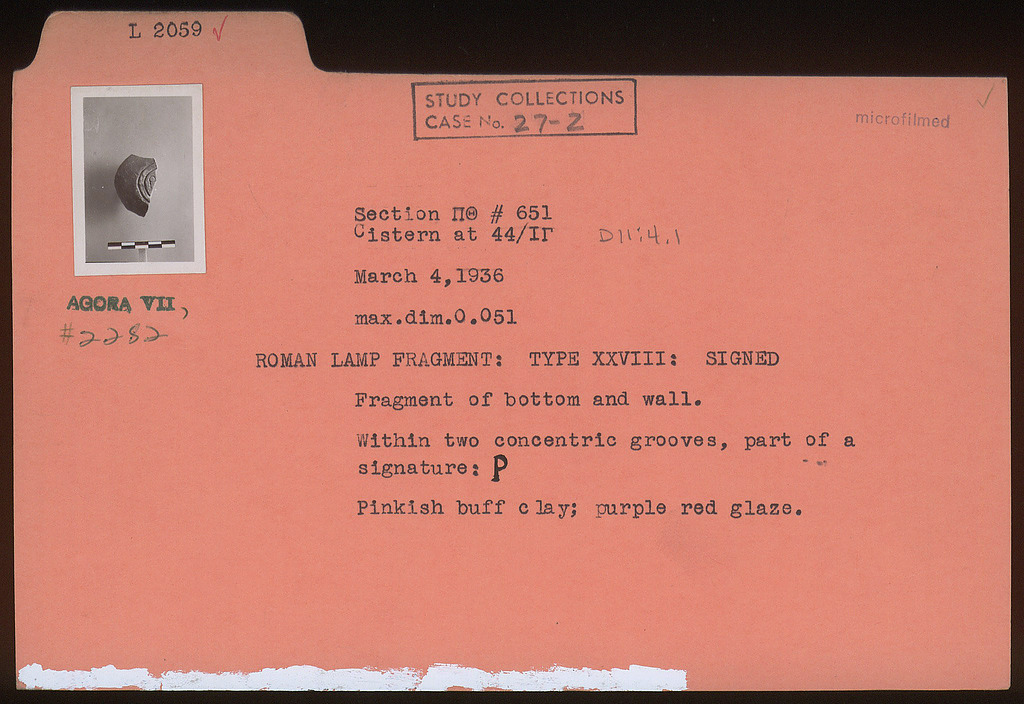 L 2059 ✓
STUDY COLLECTIONS
CASE No. 27-Z
microfilmed
Section ΠΘ # 651
Cistern at 44/ΙΓ D11:4.1
March 4,1936
AGORA VII,
#2282
max.dim.0.051
ROMAN LAMP FRAGMENT: TYPE XXVIII: SIGNED
Fragment of bottom and wall.
Within two concentric grooves, part of a
signature: P
Pinkish buff clay; purple red glaze.